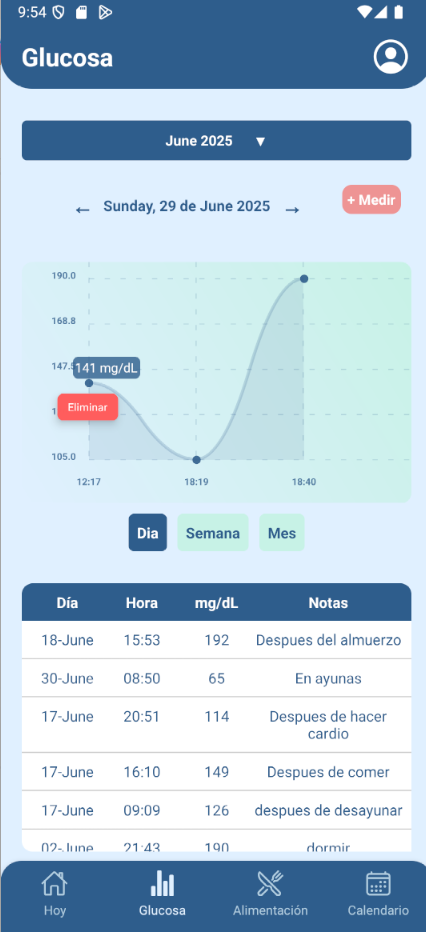 9:54
Glucosa
June 2025 ▼
← Sunday, 29 de June 2025 →
+ Medir
190.0
168.8
147.5
141 mg/dL
Eliminar
105.0
12:17 18:19 18:40
Dia Semana Mes
Día Hora mg/dL Notas
18-June 15:53 192 Despues del almuerzo
30-June 08:50 65 En ayunas
17-June 20:51 114 Despues de hacer
cardio
17-June 16:10 149 Despues de comer
17-June 09:09 126 despues de desayunar
02-June 21:43 190 dormir
Hoy Glucosa Alimentación Calendario